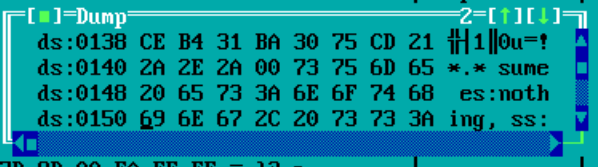 [■]=Dump 2=[↑][↓]
ds:0138 CE B4 31 BA 30 75 CD 21 ╬┤1║0u═!
ds:0140 2A 2E 2A 00 73 75 6D 65 *.* sume
ds:0148 20 65 73 3A 6E 6F 74 68  es:noth
ds:0150 69 6E 67 2C 20 73 73 3A ing, ss: